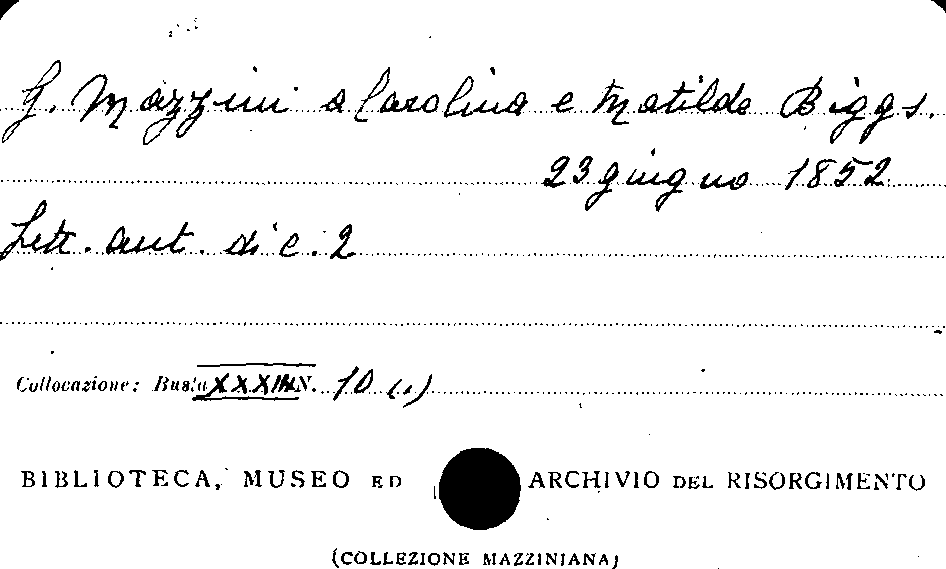 G. Mazzini a Carolina e Matilde Biggs.
23 giugno 1852
Lett. aut. di c. 2
Collocazione: Busta XXXIII N. 10 (1)
BIBLIOTECA, MUSEO ED ARCHIVIO DEL RISORGIMENTO
(COLLEZIONE MAZZINIANA)